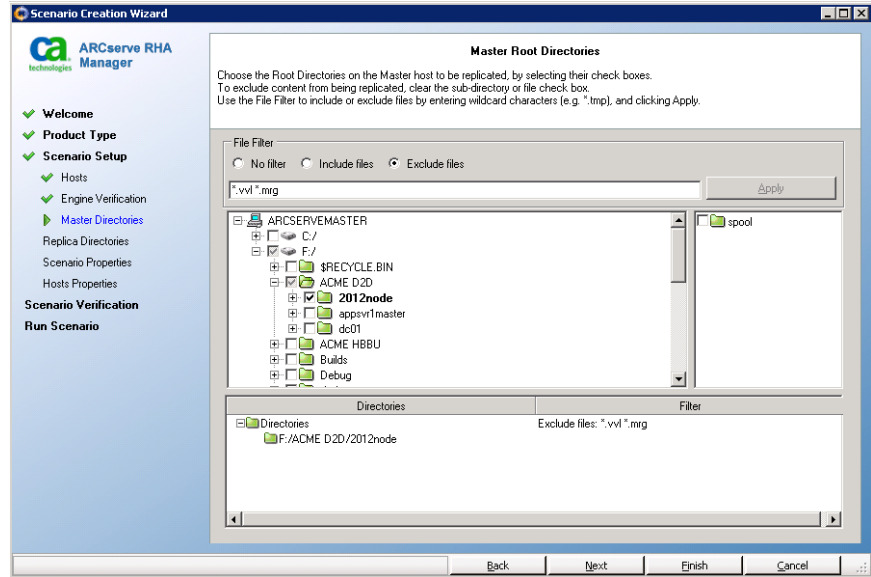 Scenario Creation Wizard
ca
technologies
ARCserve RHA
Manager
Welcome
Product Type
Scenario Setup
Hosts
Engine Verification
Master Directories
Replica Directories
Scenario Properties
Hosts Properties
Scenario Verification
Run Scenario
Master Root Directories
Choose the Root Directories on the Master host to be replicated, by selecting their check boxes.
To exclude content from being replicated, clear the sub-directory or file check box.
Use the File Filter to include or exclude files by entering wildcard characters (e.g. *.tmp), and clicking Apply.
File Filter
No filter Include files Exclude files
*.vvl *.mrg Apply
ARCSERVEMASTER
C:/
F:/
$RECYCLE.BIN
ACME D2D
2012node
appsvr1master
dc01
ACME HBBU
Builds
Debug
spool
Directories Filter
Directories Exclude files: *.vvl *.mrg
F:/ACME D2D/2012node
Back Next Finish Cancel